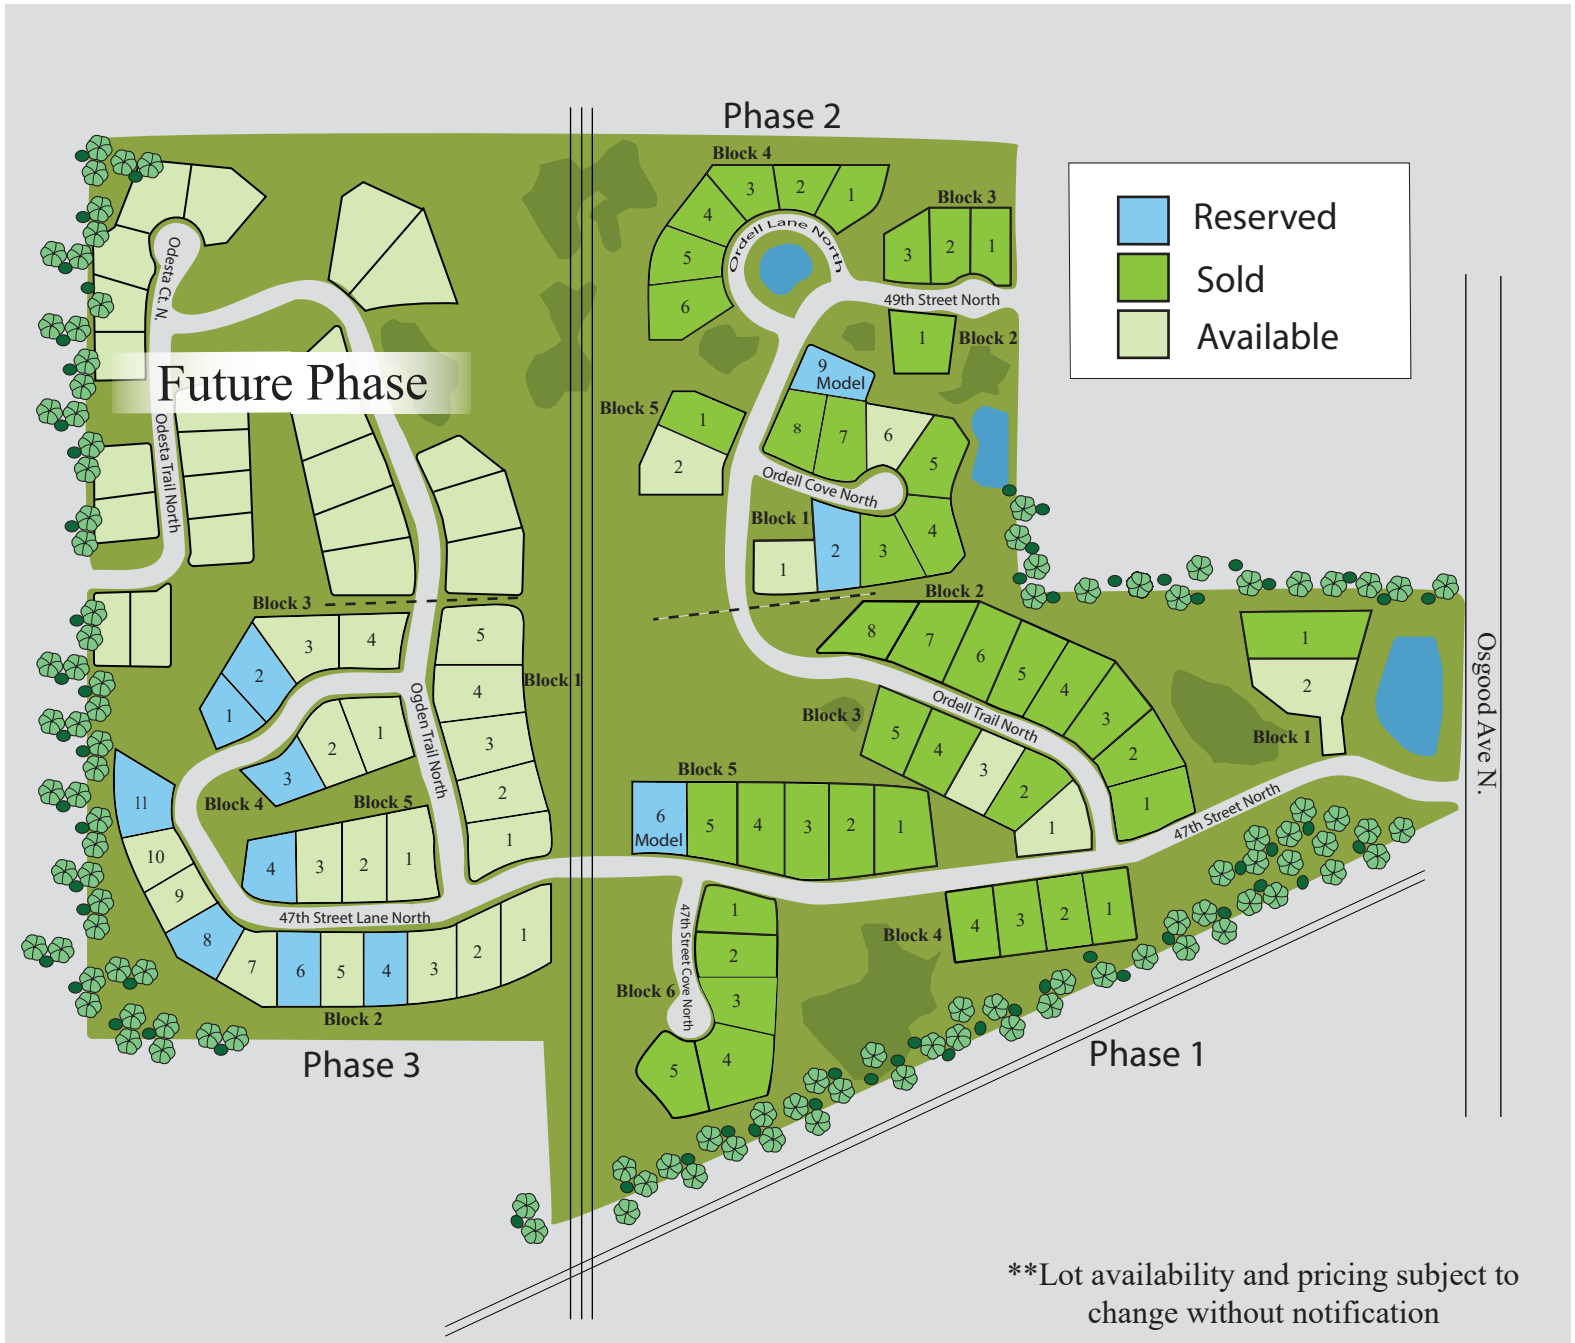 Phase 2
Block 4
3
2
1
4
5
6
Ordell Lane North
Block 3
3
2
1
49th Street North
1
Block 2
Reserved
Sold
Available
Odesta Ct. N.
Future Phase
Odesta Trail North
Block 5
1
2
9
Model
8
7
6
5
Ordell Cove North
Block 1
1
2
3
4
Block 3
2
3
4
1
5
4
3
2
1
Block 1
Ogden Trail North
3
2
1
Block 4
Block 5
4
3
2
1
11
10
9
8
7
6
5
4
3
2
1
47th Street Lane North
Block 2
Phase 3
Block 2
8
7
6
5
4
3
2
1
Ordell Trail North
Block 3
5
4
3
2
1
1
2
Block 1
Osgood Ave N.
47th Street North
Block 5
6
Model
5
4
3
2
1
Block 4
4
3
2
1
47th Street Cove North
Block 6
1
2
3
4
5
Phase 1
**Lot availability and pricing subject to
change without notification